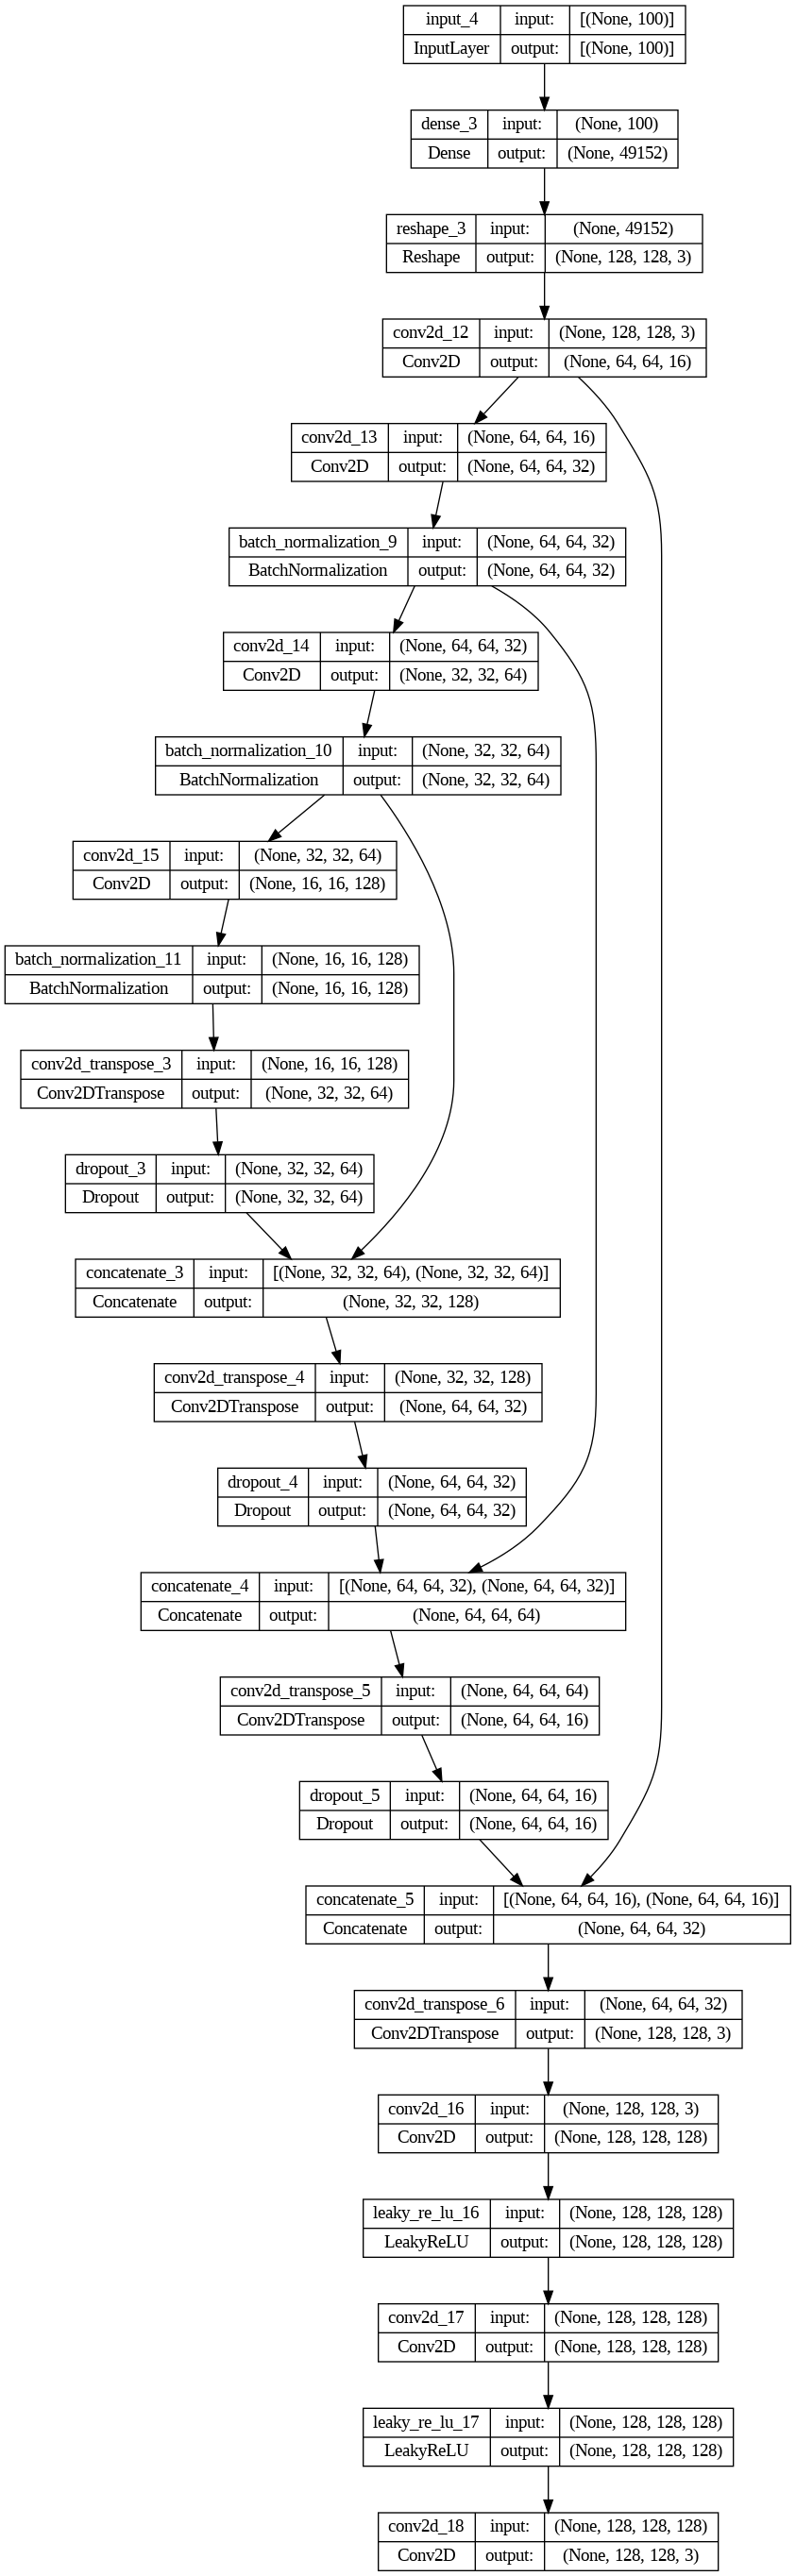 input_4 input: [(None, 100)]
InputLayer output: [(None, 100)]
dense_3 input: (None, 100)
Dense output: (None, 49152)
reshape_3 input: (None, 49152)
Reshape output: (None, 128, 128, 3)
conv2d_12 input: (None, 128, 128, 3)
Conv2D output: (None, 64, 64, 16)
conv2d_13 input: (None, 64, 64, 16)
Conv2D output: (None, 64, 64, 32)
batch_normalization_9 input: (None, 64, 64, 32)
BatchNormalization output: (None, 64, 64, 32)
conv2d_14 input: (None, 64, 64, 32)
Conv2D output: (None, 32, 32, 64)
batch_normalization_10 input: (None, 32, 32, 64)
BatchNormalization output: (None, 32, 32, 64)
conv2d_15 input: (None, 32, 32, 64)
Conv2D output: (None, 16, 16, 128)
batch_normalization_11 input: (None, 16, 16, 128)
BatchNormalization output: (None, 16, 16, 128)
conv2d_transpose_3 input: (None, 16, 16, 128)
Conv2DTranspose output: (None, 32, 32, 64)
dropout_3 input: (None, 32, 32, 64)
Dropout output: (None, 32, 32, 64)
concatenate_3 input: [(None, 32, 32, 64), (None, 32, 32, 64)]
Concatenate output: (None, 32, 32, 128)
conv2d_transpose_4 input: (None, 32, 32, 128)
Conv2DTranspose output: (None, 64, 64, 32)
dropout_4 input: (None, 64, 64, 32)
Dropout output: (None, 64, 64, 32)
concatenate_4 input: [(None, 64, 64, 32), (None, 64, 64, 32)]
Concatenate output: (None, 64, 64, 64)
conv2d_transpose_5 input: (None, 64, 64, 64)
Conv2DTranspose output: (None, 64, 64, 16)
dropout_5 input: (None, 64, 64, 16)
Dropout output: (None, 64, 64, 16)
concatenate_5 input: [(None, 64, 64, 16), (None, 64, 64, 16)]
Concatenate output: (None, 64, 64, 32)
conv2d_transpose_6 input: (None, 64, 64, 32)
Conv2DTranspose output: (None, 128, 128, 3)
conv2d_16 input: (None, 128, 128, 3)
Conv2D output: (None, 128, 128, 128)
leaky_re_lu_16 input: (None, 128, 128, 128)
LeakyReLU output: (None, 128, 128, 128)
conv2d_17 input: (None, 128, 128, 128)
Conv2D output: (None, 128, 128, 128)
leaky_re_lu_17 input: (None, 128, 128, 128)
LeakyReLU output: (None, 128, 128, 128)
conv2d_18 input: (None, 128, 128, 128)
Conv2D output: (None, 128, 128, 3)